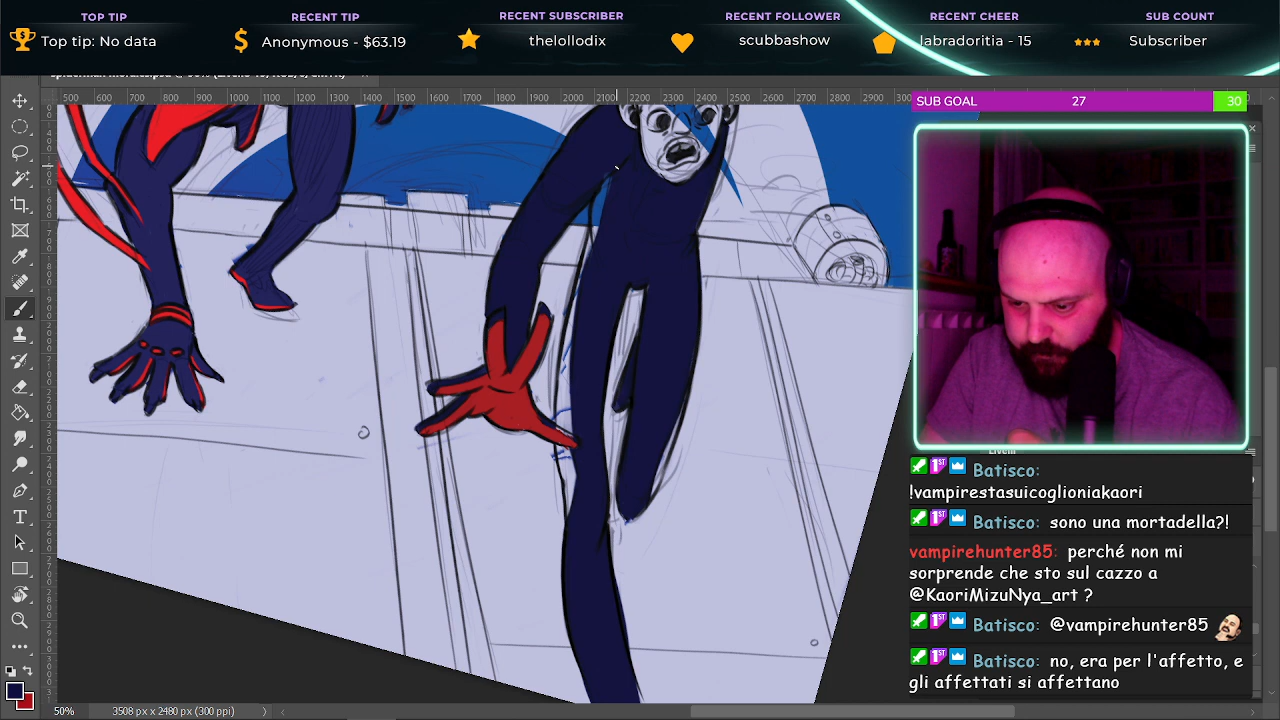 TOP TIP
Top tip: No data
RECENT TIP
Anonymous - $63.19
RECENT SUBSCRIBER
thelollodix
RECENT FOLLOWER
scubbashow
RECENT CHEER
labradoritia - 15
SUB COUNT
Subscriber
500 600 700 800 900 1000 1100 1200 1300 1400 1500 1600 1700 1800 1900 2000 2100 2200 2300 2400 2500 2600 2700 2800 2900
SUB GOAL 27 30
Batisco:
!vampirestasuicoglioniakaori
Batisco: sono una mortadella?!
vampirehunter85: perché non mi
sorprende che sto sul cazzo a
@KaoriMizuNya_art ?
Batisco: @vampirehunter85
Batisco: no, era per l'affetto, e
gli affettati si affettano
50% 3508 px x 2480 px (300 ppi)